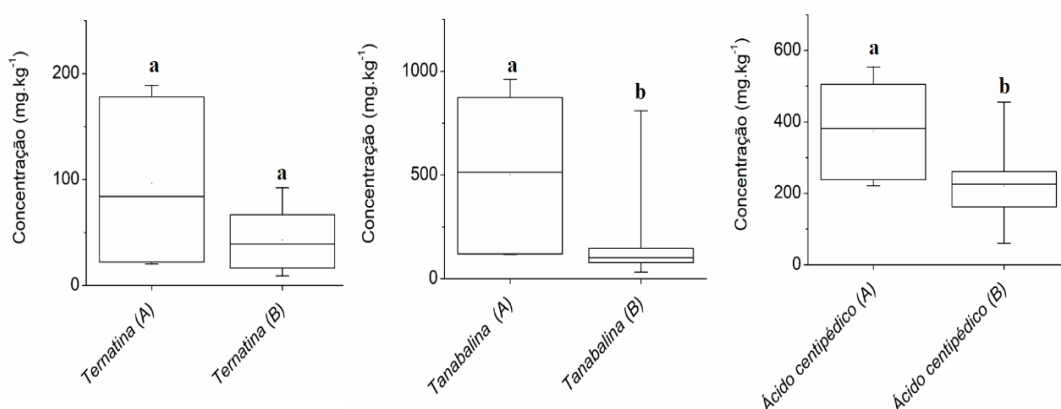 Concentração (mg.kg⁻¹)
200
100
0
a
a
Ternatina (A)
Ternatina (B)
Concentração (mg.kg⁻¹)
1000
500
0
a
b
Tanabalina (A)
Tanabalina (B)
Concentração (mg.kg⁻¹)
600
400
200
0
a
b
Ácido centipédico (A)
Ácido centipédico (B)